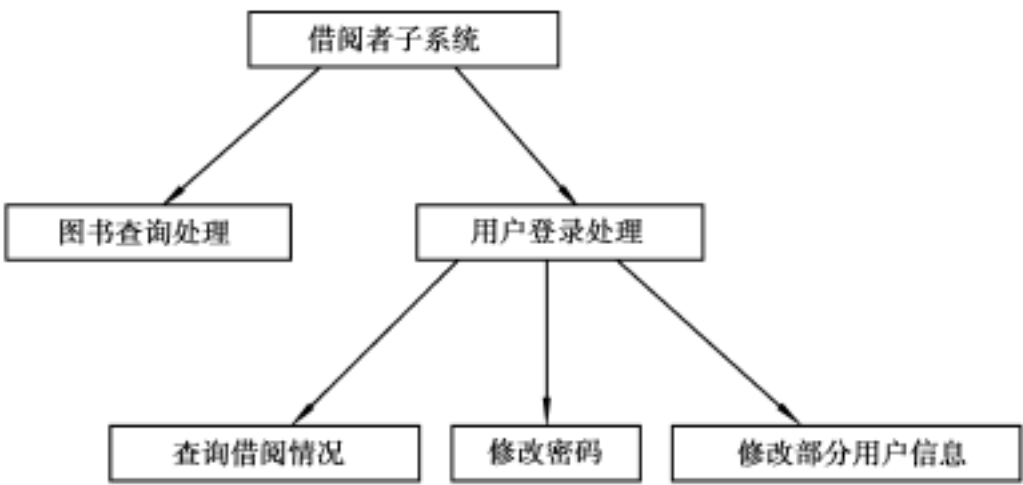 借阅者子系统
图书查询处理
用户登录处理
查询借阅情况
修改密码
修改部分用户信息